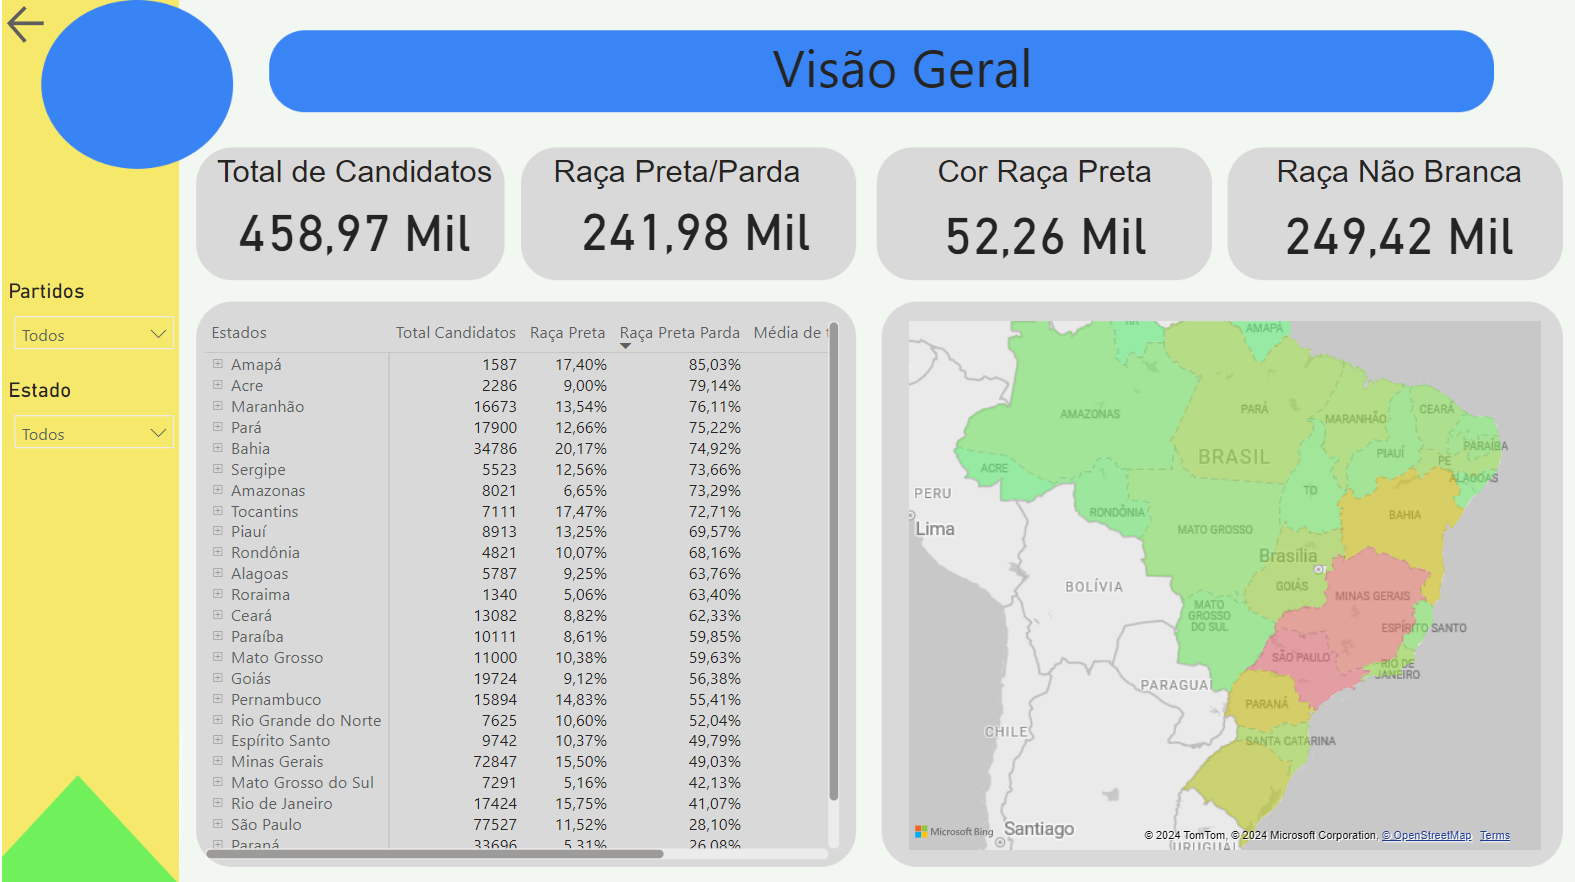 Visão Geral
Total de Candidatos
458,97 Mil
Raça Preta/Parda
241,98 Mil
Cor Raça Preta
52,26 Mil
Raça Não Branca
249,42 Mil
Partidos
Todos
Estado
Todos
Estados Total Candidatos Raça Preta Raça Preta Parda Média de
Amapá 1587 17,40% 85,03%
Acre 2286 9,00% 79,14%
Maranhão 16673 13,54% 76,11%
Pará 17900 12,66% 75,22%
Bahia 34786 20,17% 74,92%
Sergipe 5523 12,56% 73,66%
Amazonas 8021 6,65% 73,29%
Tocantins 7111 17,47% 72,71%
Piauí 8913 13,25% 69,57%
Rondônia 4821 10,07% 68,16%
Alagoas 5787 9,25% 63,76%
Roraima 1340 5,06% 63,40%
Ceará 13082 8,82% 62,33%
Paraíba 10111 8,61% 59,85%
Mato Grosso 11000 10,38% 59,63%
Goiás 19724 9,12% 56,38%
Pernambuco 15894 14,83% 55,41%
Rio Grande do Norte 7625 10,60% 52,04%
Espírito Santo 9742 10,37% 49,79%
Minas Gerais 72847 15,50% 49,03%
Mato Grosso do Sul 7291 5,16% 42,13%
Rio de Janeiro 17424 15,75% 41,07%
São Paulo 77527 11,52% 28,10%
Paraná 33696 5,31% 26,08%
RR
AMAPÁ
AMAZONAS
PARÁ
MARANHÃO
CEARÁ
BRASIL
PIAUÍ
PARAÍBA
PE
ACRE
ALAGOAS
PERU
TO
RONDÔNIA
BAHIA
Lima
MATO GROSSO
Brasília
BOLÍVIA
GOIÁS
MINAS GERAIS
MATO
GROSSO
DO SUL
ESPÍRITO SANTO
SÃO PAULO
RIO DE
JANEIRO
PARAGUAI
PARANÁ
CHILE
SANTA CATARINA
Microsoft Bing
Santiago
© 2024 TomTom, © 2024 Microsoft Corporation, © OpenStreetMap Terms
URUGUAI